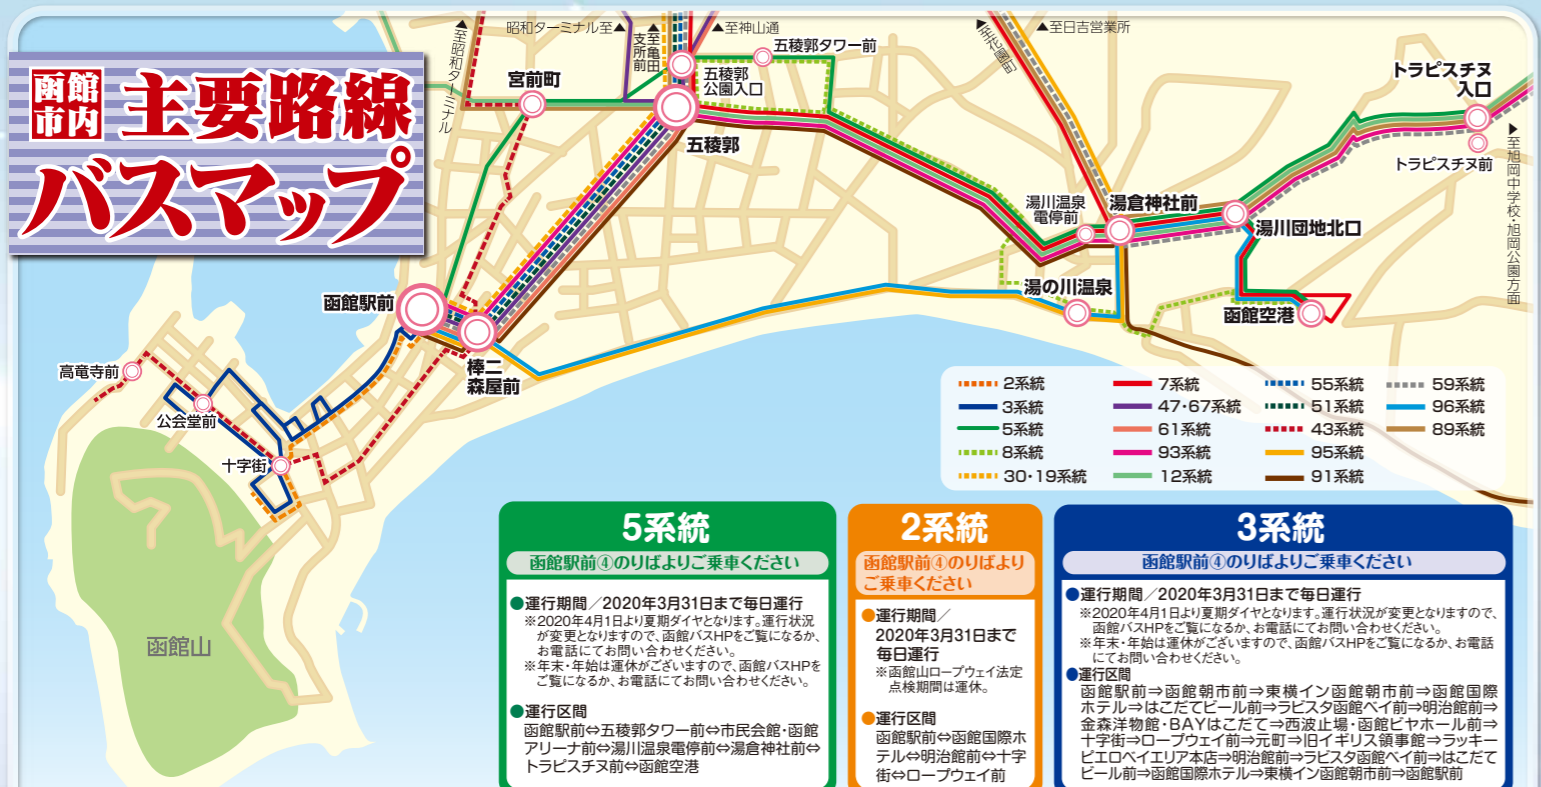 函館市内 主要路線
バスマップ
▲至昭和ターミナル
昭和ターミナル至▲
▲至亀田支所前
▲至神山通
▲至花園町
▲至日吉営業所
五稜郭タワー前
宮前町
五稜郭
公園入口
五稜郭
トラピスチヌ
入口
トラピスチヌ前
▲至旭岡中学校・旭岡公園方面
湯川温泉
電停前
湯倉神社前
湯川団地北口
湯の川温泉
函館空港
函館駅前
棒二
森屋前
高竜寺前
公会堂前
十字街
函館山
2系統
3系統
5系統
8系統
30・19系統
7系統
47・67系統
61系統
93系統
12系統
55系統
51系統
43系統
95系統
91系統
59系統
96系統
89系統
5系統
函館駅前④のりばよりご乗車ください
●運行期間／2020年3月31日まで毎日運行
※2020年4月1日より夏期ダイヤとなります。運行状況
が変更となりますので、函館バスHPをご覧になるか、
お電話にてお問い合わせください。
※年末・年始は運休がございますので、函館バスHPを
ご覧になるか、お電話にてお問い合わせください。
●運行区間
函館駅前⇔五稜郭タワー前⇔市民会館・函館
アリーナ前⇔湯川温泉電停前⇔湯倉神社前⇔
トラピスチヌ前⇔函館空港
2系統
函館駅前④のりばより
ご乗車ください
●運行期間／
2020年3月31日まで
毎日運行
※函館山ロープウェイ法定
点検期間は運休。
●運行区間
函館駅前⇔函館国際ホ
テル⇔明治館前⇔十字
街⇔ロープウェイ前
3系統
函館駅前④のりばよりご乗車ください
●運行期間／2020年3月31日まで毎日運行
※2020年4月1日より夏期ダイヤとなります。運行状況が変更となりますので、
函館バスHPをご覧になるか、お電話にてお問い合わせください。
※年末・年始は運休がございますので、函館バスHPをご覧になるか、お電話
にてお問い合わせください。
●運行区間
函館駅前⇒函館朝市前⇒東横イン函館朝市前⇒函館国際
ホテル⇒はこだてビール前⇒ラビスタ函館ベイ前⇒明治館前⇒
金森洋物館・BAYはこだて⇒西波止場・函館ビヤホール前⇒
十字街⇒ロープウェイ前⇒元町⇒旧イギリス領事館⇒ラッキー
ピエロベイエリア本店⇒明治館前⇒ラビスタ函館ベイ前⇒はこだて
ビール前⇒函館国際ホテル⇒東横イン函館朝市前⇒函館駅前